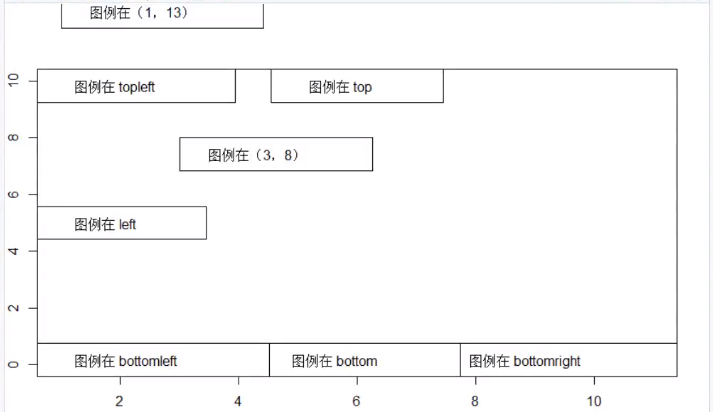 图例在（1，13）
10
图例在 topleft
图例在 top
8
图例在（3，8）
6
图例在 left
4
2
0
图例在 bottomleft
图例在 bottom
图例在 bottomright
2 4 6 8 10